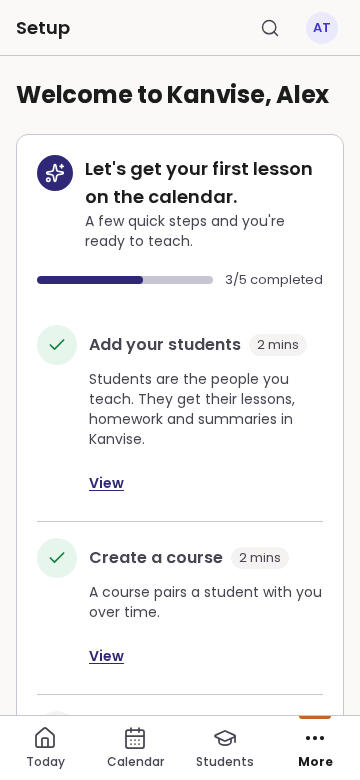 Setup
AT
Welcome to Kanvise, Alex
Let's get your first lesson
on the calendar.
A few quick steps and you're
ready to teach.
3/5 completed
Add your students
2 mins
Students are the people you
teach. They get their lessons,
homework and summaries in
Kanvise.
View
Create a course
2 mins
A course pairs a student with you
over time.
View
Today
Calendar
Students
More